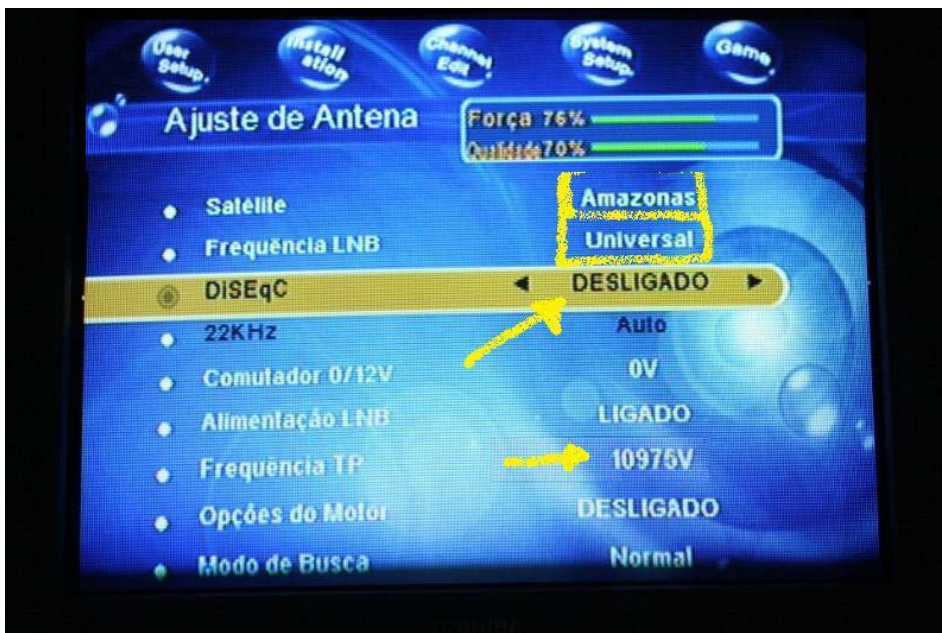 User Setup.
Install ation
Channel Edit
System Setup.
Game
Ajuste de Antena
Força 76%
Qualidade 70%
Satélite Amazonas
Frequência LNB Universal
DiSEqC DESLIGADO
22KHz Auto
Comutador 0/12V 0V
Alimentação LNB LIGADO
Frequência TP 10975V
Opções do Motor DESLIGADO
Modo de Busca Normal
TOSHIBA